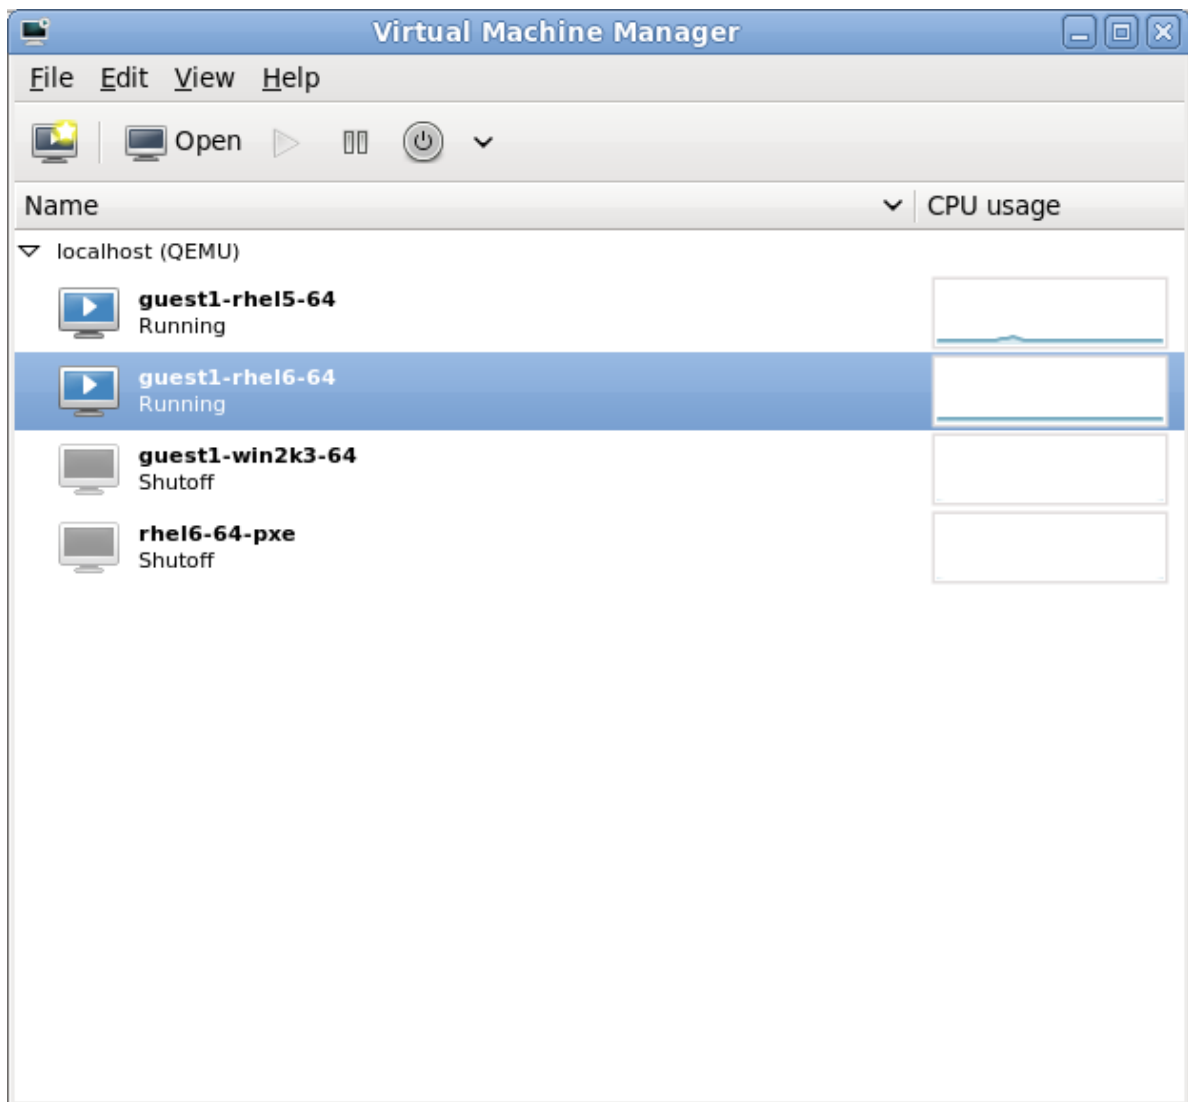 Virtual Machine Manager
File Edit View Help
Open
Name CPU usage
localhost (QEMU)
guest1-rhel5-64
Running
guest1-rhel6-64
Running
guest1-win2k3-64
Shutoff
rhel6-64-pxe
Shutoff